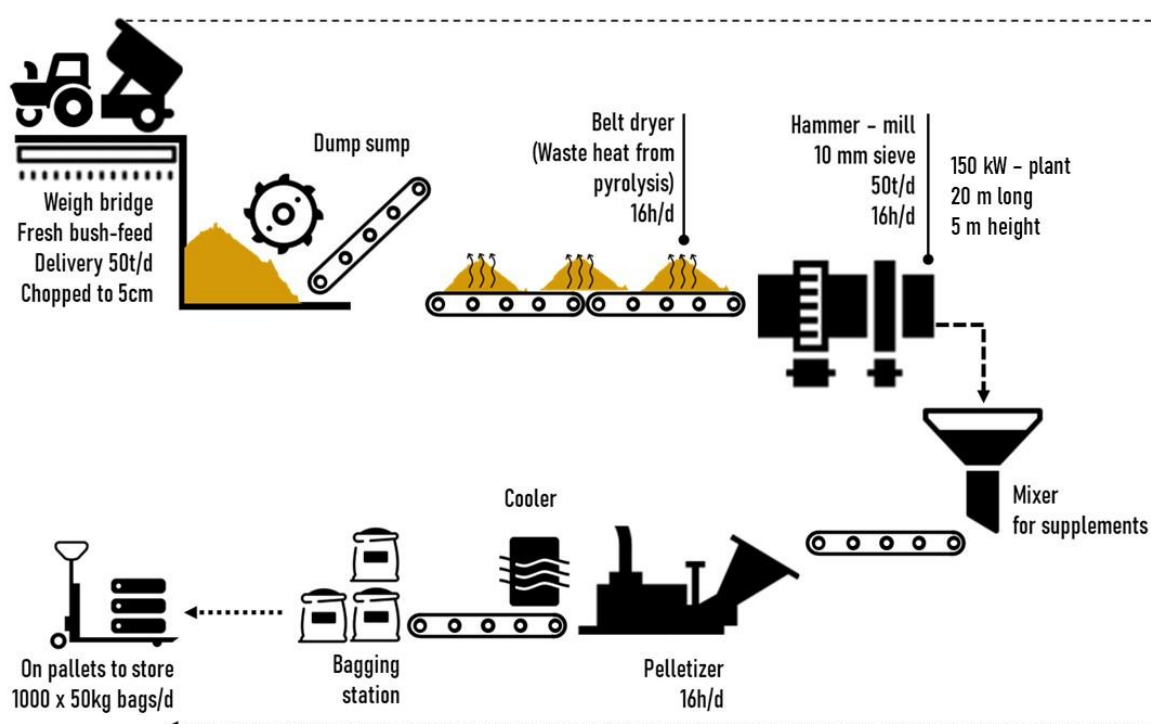 Weigh bridge
Fresh bush-feed
Delivery 50t/d
Chopped to 5cm
Dump sump
Belt dryer
(Waste heat from
pyrolysis)
16h/d
Hammer – mill
10 mm sieve
50t/d
16h/d
150 kW – plant
20 m long
5 m height
Mixer
for supplements
Pelletizer
16h/d
Cooler
Bagging
station
On pallets to store
1000 x 50kg bags/d